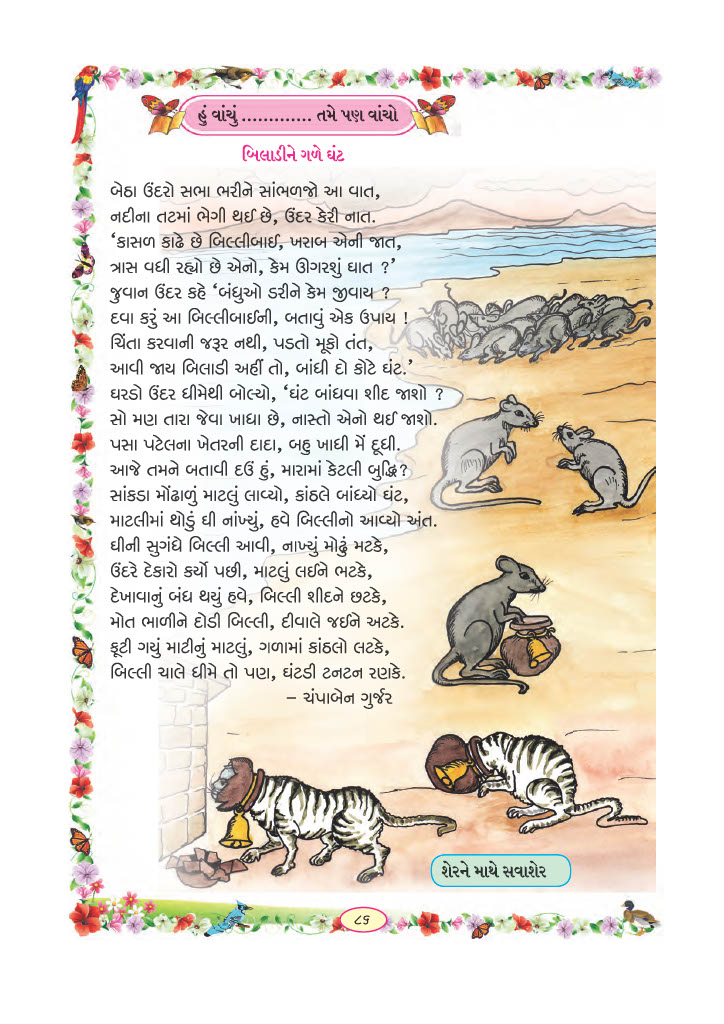 હું વાંચું ............. તમે પણ વાંચો
બિલાડીને ગળે ઘંટ
બેઠા ઉંદરો સભા ભરીને સાંભળજો આ વાત,
નદીના તટમાં ભેગી થઈ છે, ઉંદર કેરી નાત.
‘કાસળ કાઢે છે બિલ્લીબાઈ, ખરાબ એની જાત,
ત્રાસ વધી રહ્યો છે એનો, કેમ ઊગરશું ઘાત ?’
જુવાન ઉંદર કહે ‘બંધુઓ ડરીને કેમ જીવાય ?
દવા કરું આ બિલ્લીબાઈની, બતાવું એક ઉપાય !
ચિંતા કરવાની જરૂર નથી, પડતો મૂકો તંત,
આવી જાય બિલાડી અહીં તો, બાંધી દો કોટે ઘંટ.’
ઘરડો ઉંદર ધીમેથી બોલ્યો, ‘ઘંટ બાંધવા શીદ જાશો ?
સો મણ તારા જેવા ખાધા છે, નાસ્તો એનો થઈ જાશો.
પસા પટેલના ખેતરની દાદા, બહુ ખાધી મેં દૂધી.
આજે તમને બતાવી દઉં હું, મારામાં કેટલી બુદ્ધિ?
સાંકડા મોંઢાળું માટલું લાવ્યો, કાંઠલે બાંધ્યો ઘંટ,
માટલીમાં થોડું ઘી નાંખ્યું, હવે બિલ્લીનો આવ્યો અંત.
ઘીની સુગંધે બિલ્લી આવી, નાખ્યું મોઢું મટકે,
ઉંદરે દેકારો કર્યો પછી, માટલું લઈને ભટકે,
દેખાવાનું બંધ થયું હવે, બિલ્લી શીદને છટકે,
મોત ભાળીને દોડી બિલ્લી, દીવાલે જઈને અટકે.
ફૂટી ગયું માટીનું માટલું, ગળામાં કાંઠલો લટકે,
બિલ્લી ચાલે ધીમે તો પણ, ઘંટડી ટનટન રણકે.
– ચંપાબેન ગુર્જર
શેરને માથે સવાશેર
૮૬